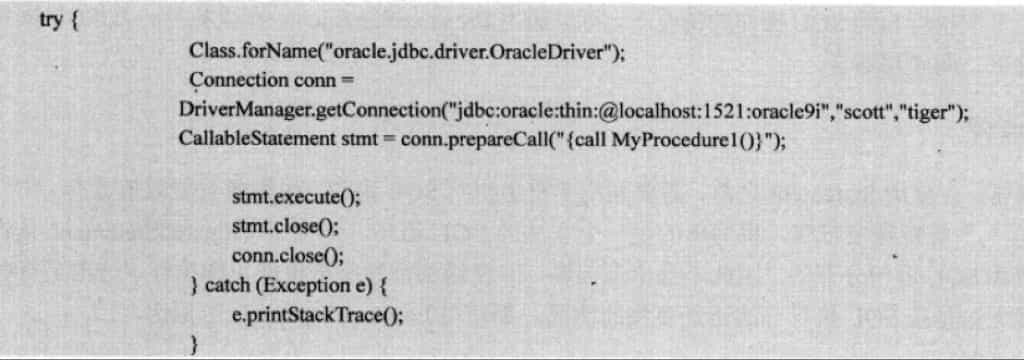 try {
Class.forName("oracle.jdbc.driver.OracleDriver");
Connection conn =
DriverManager.getConnection("jdbc:oracle:thin:@localhost:1521:oracle9i","scott","tiger");
CallableStatement stmt = conn.prepareCall("{call MyProcedure1()}");
stmt.execute();
stmt.close();
conn.close();
} catch (Exception e) {
e.printStackTrace();
}